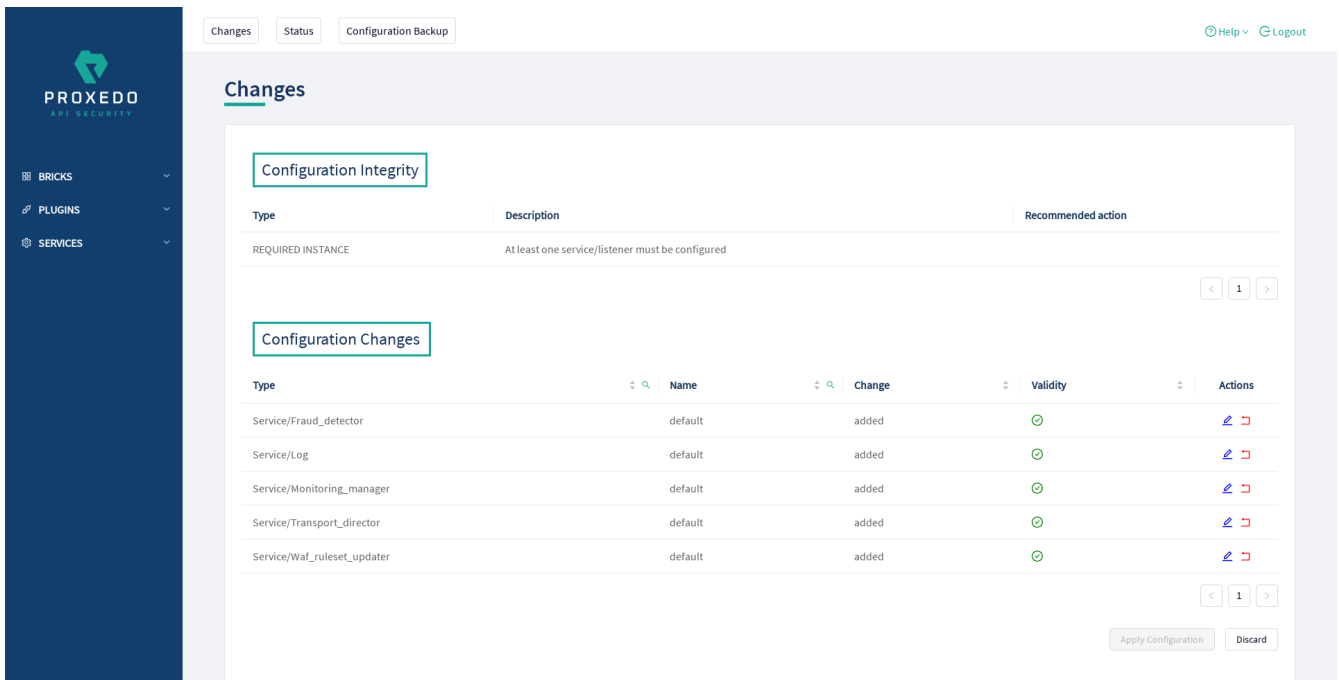 Changes Status Configuration Backup Help Logout
PROXEDO
API SECURITY
BRICKS
PLUGINS
SERVICES
Changes
Configuration Integrity
Type Description Recommended action
REQUIRED INSTANCE At least one service/listener must be configured
< 1 >
Configuration Changes
Type Name Change Validity Actions
Service/Fraud_detector default added
Service/Log default added
Service/Monitoring_manager default added
Service/Transport_director default added
Service/Waf_ruleset_updater default added
< 1 >
Apply Configuration Discard